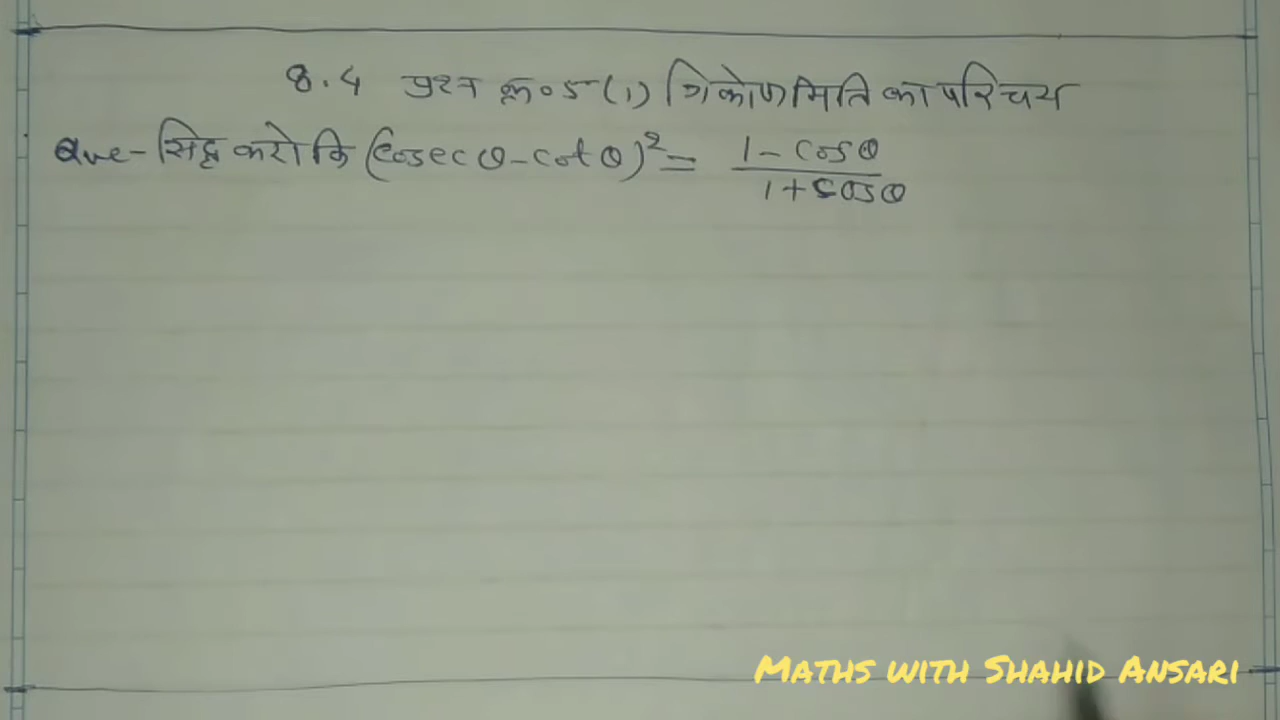 8.4 प्रश्न क्र० 5 (1) त्रिकोणमिति का परिचय
Que- सिद्ध करो कि (Cosec θ - cot θ)² = 1 - Cos θ / 1 + Cos θ
MATHS WITH SHAHID ANSARI